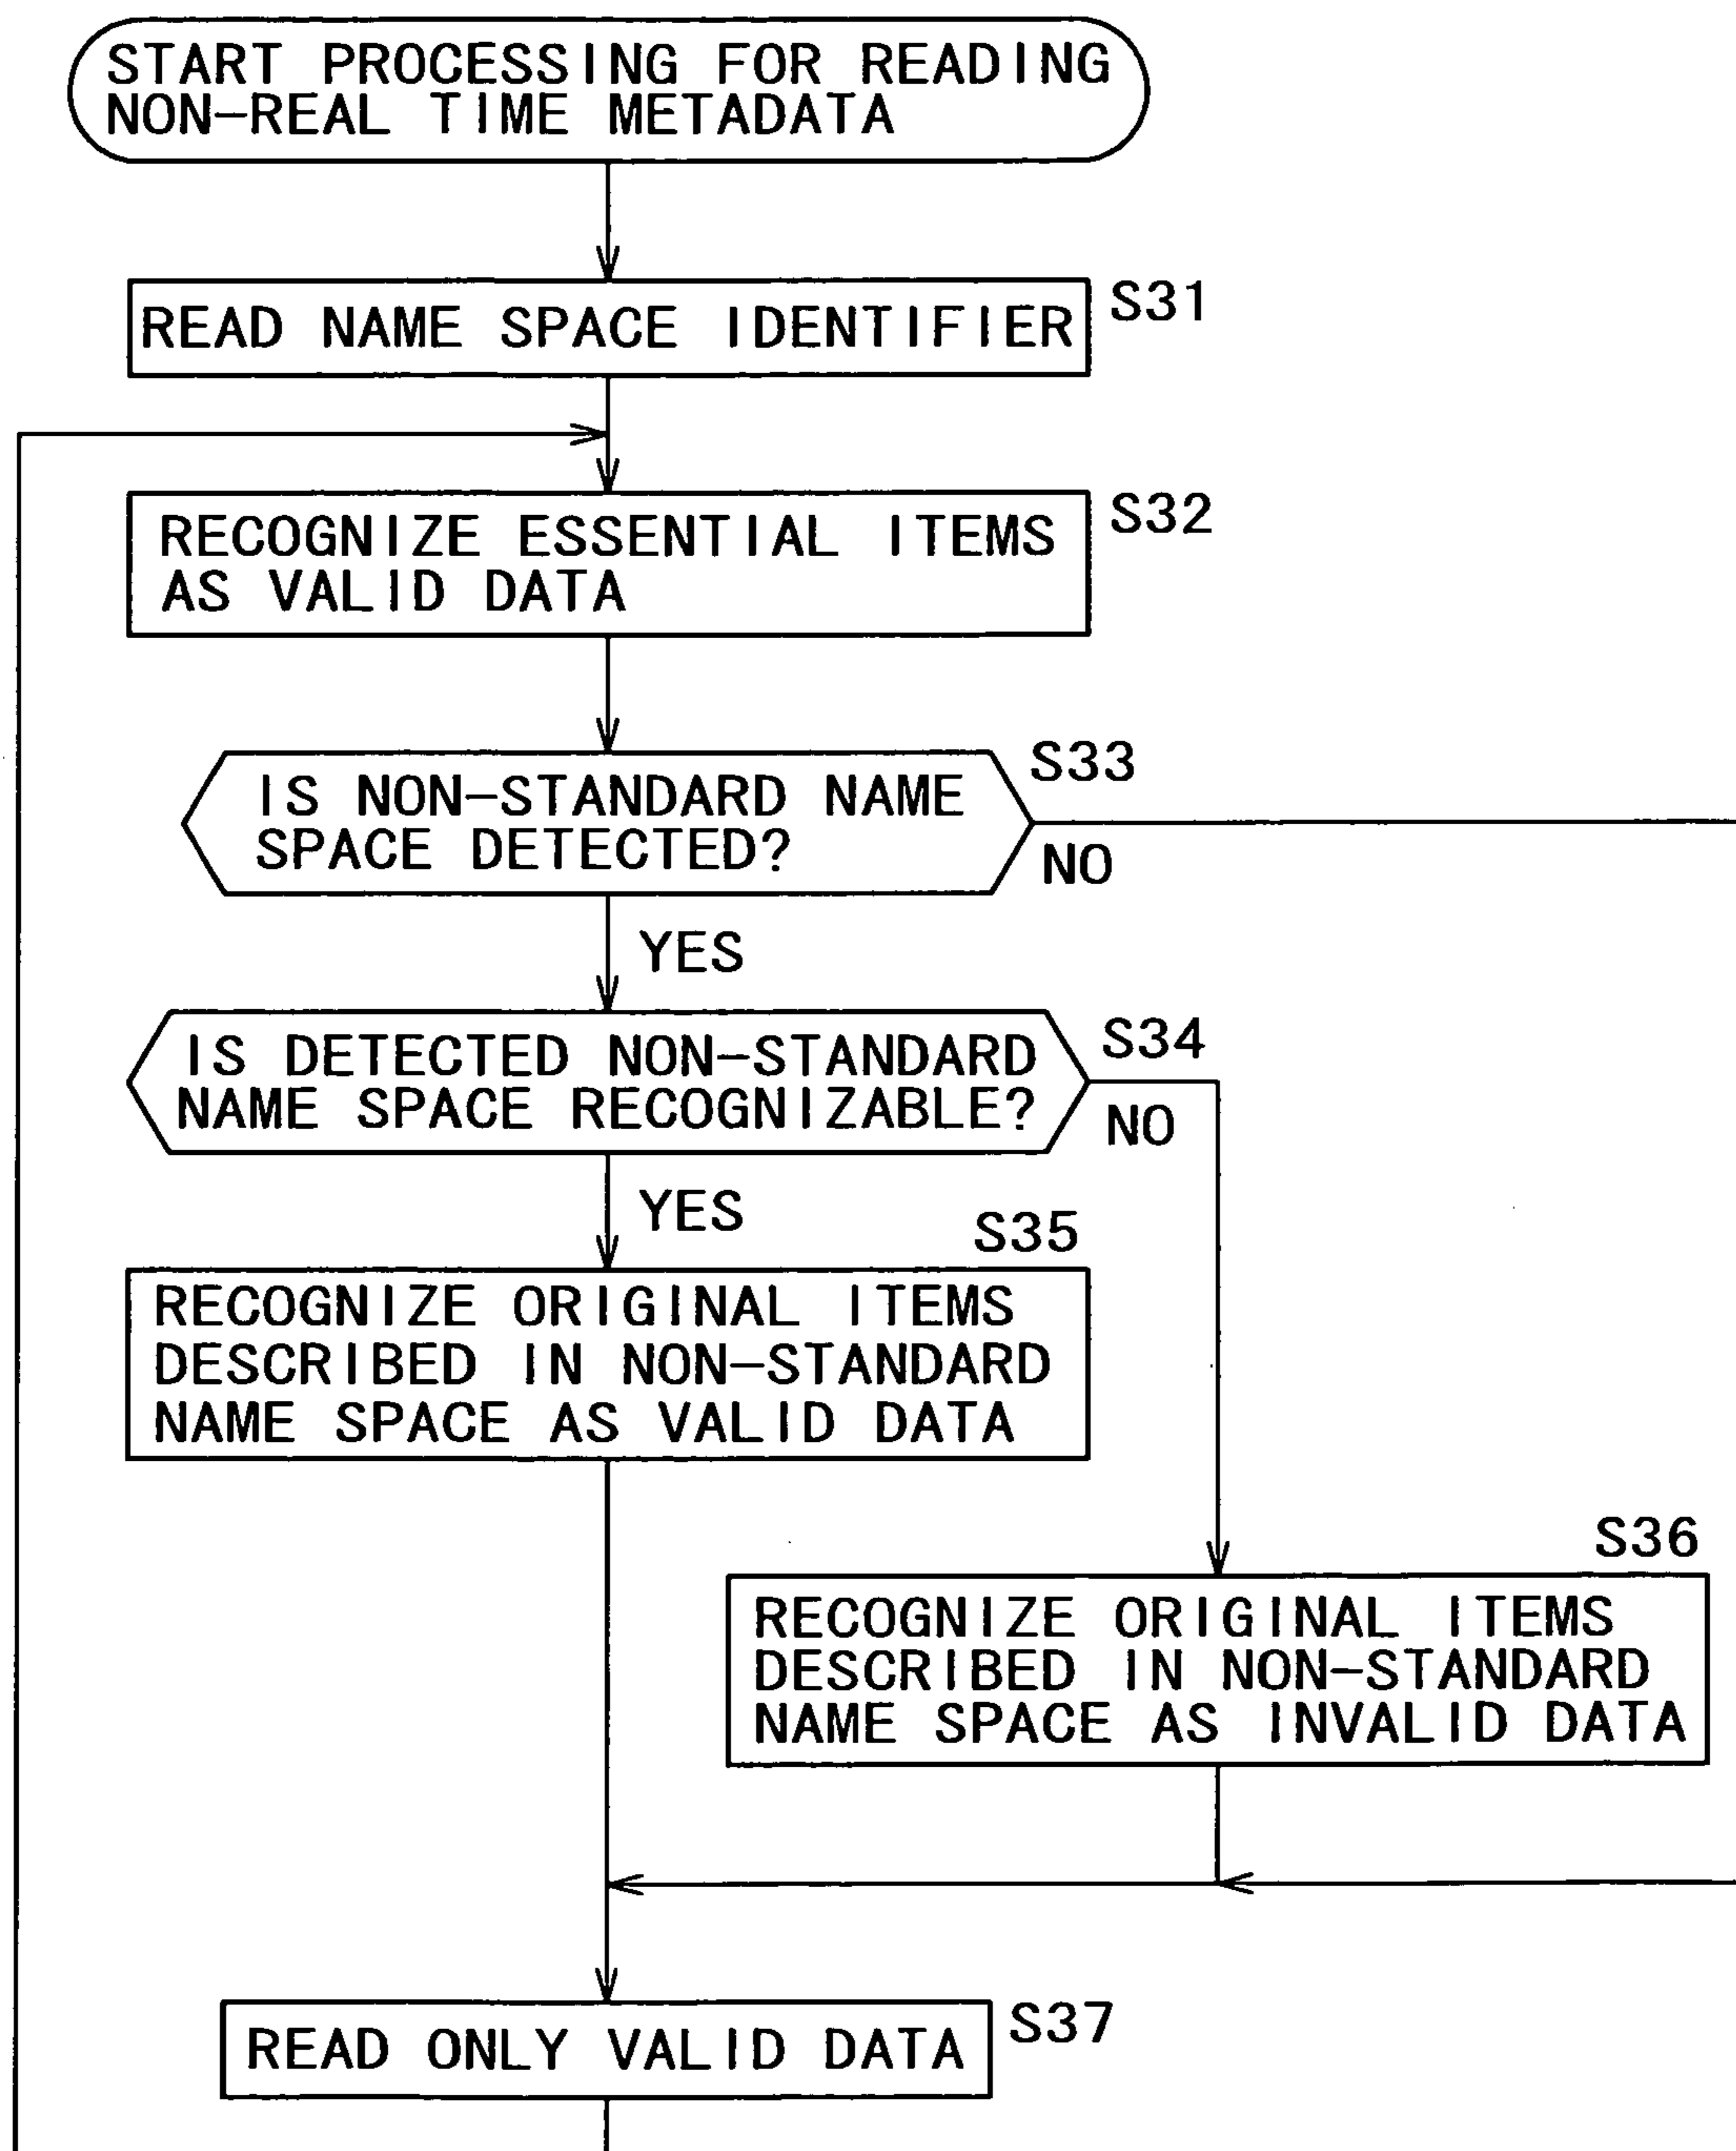 START PROCESSING FOR READING
NON-REAL TIME METADATA
READ NAME SPACE IDENTIFIER
S31
RECOGNIZE ESSENTIAL ITEMS
AS VALID DATA
S32
IS NON-STANDARD NAME
SPACE DETECTED?
S33
NO
YES
IS DETECTED NON-STANDARD
NAME SPACE RECOGNIZABLE?
S34
NO
YES
S35
RECOGNIZE ORIGINAL ITEMS
DESCRIBED IN NON-STANDARD
NAME SPACE AS VALID DATA
S36
RECOGNIZE ORIGINAL ITEMS
DESCRIBED IN NON-STANDARD
NAME SPACE AS INVALID DATA
READ ONLY VALID DATA
S37